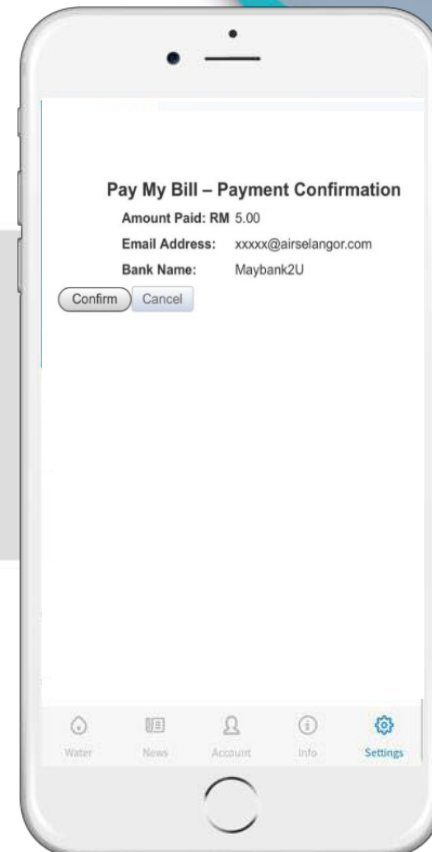 Pay My Bill – Payment Confirmation
Amount Paid: RM 5.00
Email Address: xxxxx@airselangor.com
Bank Name: Maybank2U
Confirm Cancel
Water News Account Info Settings